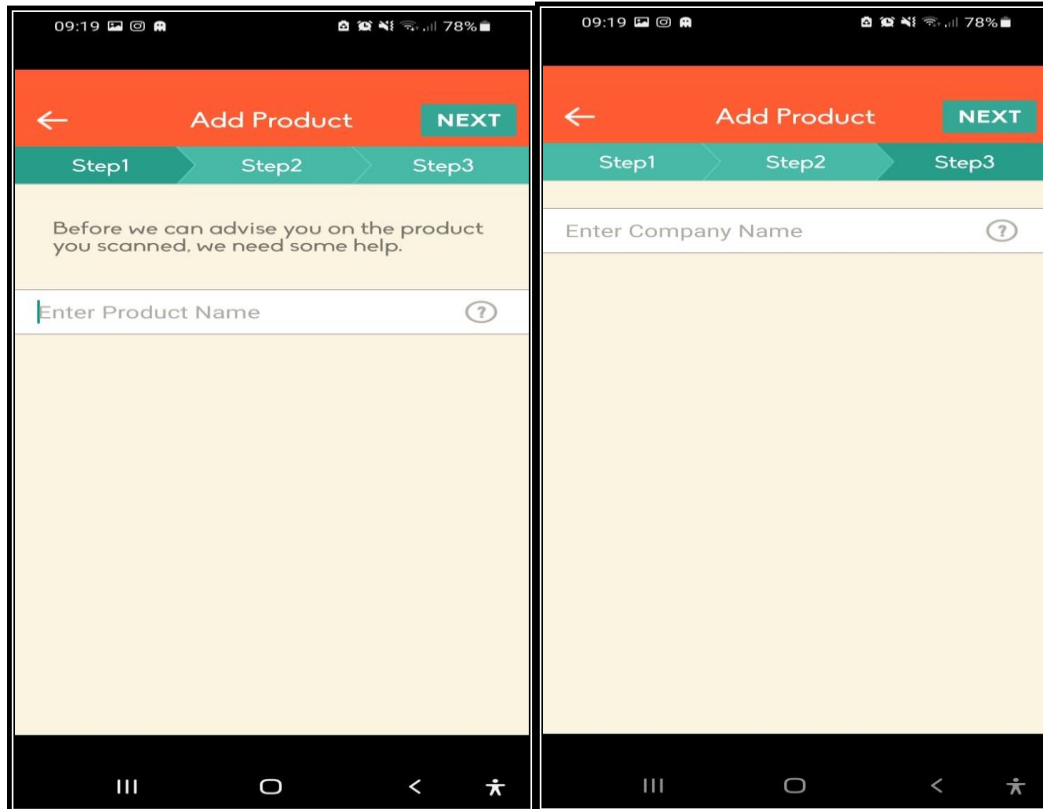 09:19 78%
Add Product NEXT
Step1 Step2 Step3
Before we can advise you on the product
you scanned, we need some help.
Enter Product Name ?
09:19 78%
Add Product NEXT
Step1 Step2 Step3
Enter Company Name ?